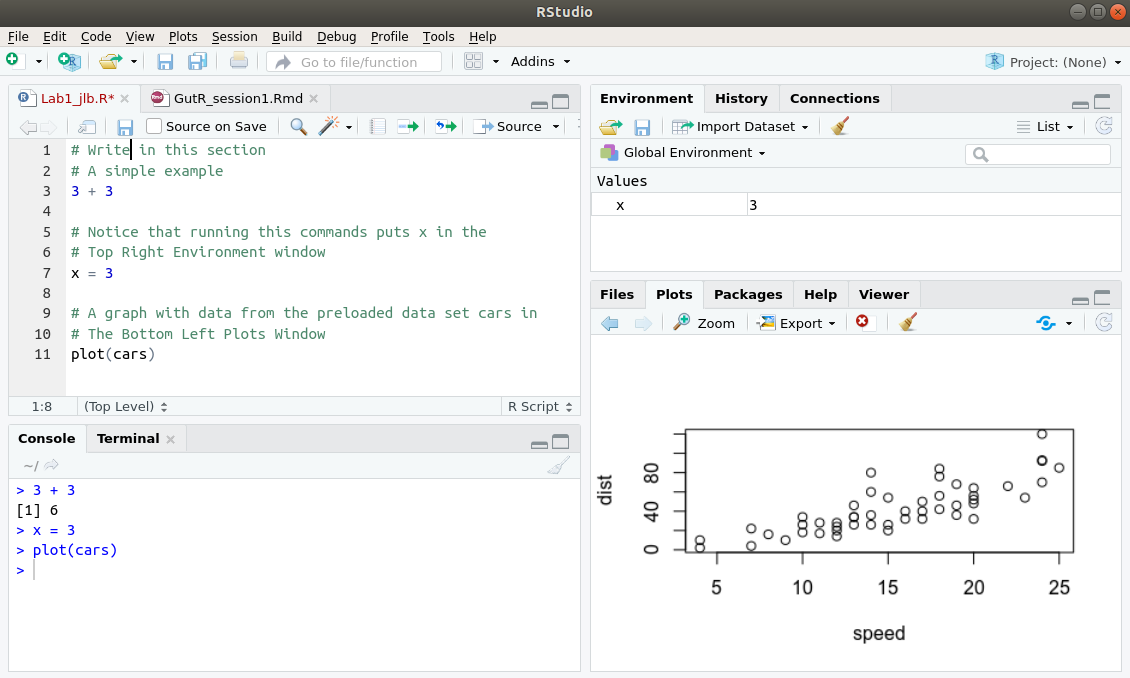 RStudio
File Edit Code View Plots Session Build Debug Profile Tools Help
Go to file/function Addins Project: (None)
Lab1_jlb.R* GutR_session1.Rmd
Source on Save Source
1 # Write in this section
2 # A simple example
3 3 + 3
4
5 # Notice that running this commands puts x in the
6 # Top Right Environment window
7 x = 3
8
9 # A graph with data from the preloaded data set cars in
10 # The Bottom Left Plots Window
11 plot(cars)
1:8 (Top Level) R Script
Console Terminal
~/
> 3 + 3
[1] 6
> x = 3
> plot(cars)
>
Environment History Connections
Import Dataset List
Global Environment
Values
x 3
Files Plots Packages Help Viewer
Zoom Export
dist
80
40
0
5 10 15 20 25
speed